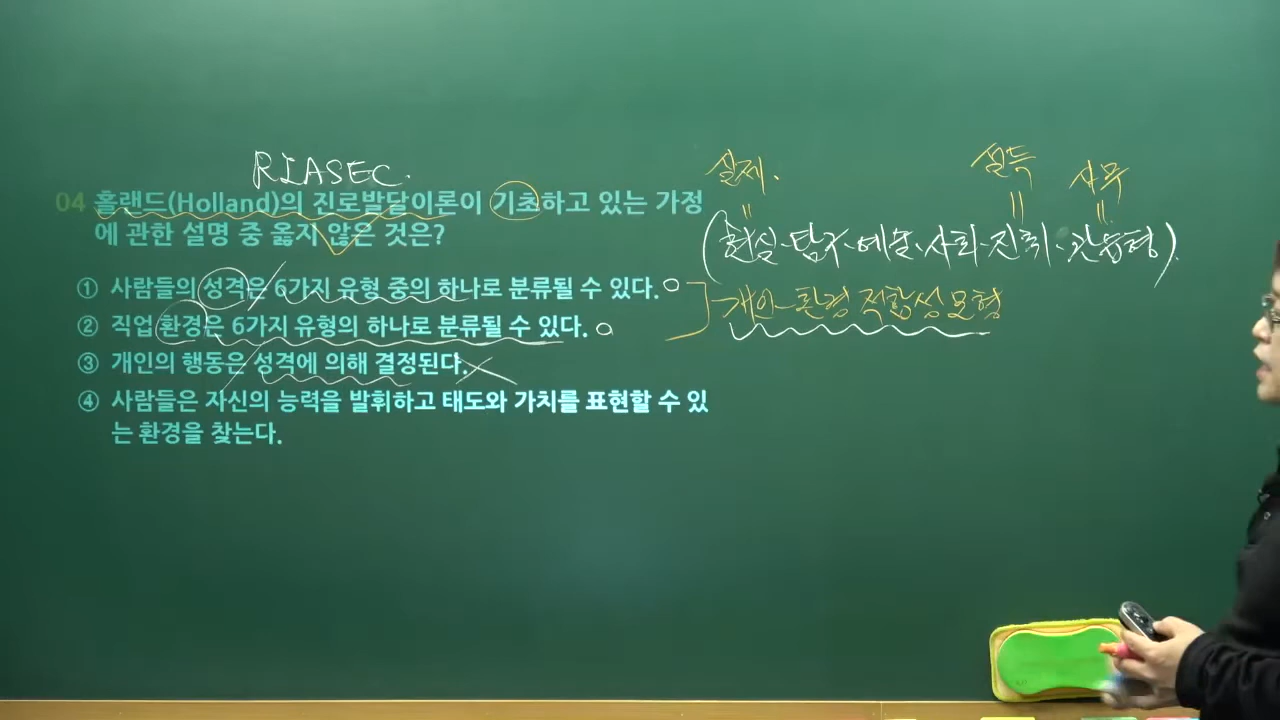 RIASEC.
04 홀랜드(Holland)의 진로발달이론이 기초하고 있는 가정
에 관한 설명 중 옳지 않은 것은?
① 사람들의 성격은 6가지 유형 중의 하나로 분류될 수 있다.
② 직업환경은 6가지 유형의 하나로 분류될 수 있다.
③ 개인의 행동은 성격에 의해 결정된다.
④ 사람들은 자신의 능력을 발휘하고 태도와 가치를 표현할 수 있
는 환경을 찾는다.
실제. 설득 사무
(현실·탐구·예술·사회·진취·관습형).
개인-환경 적합성 모형